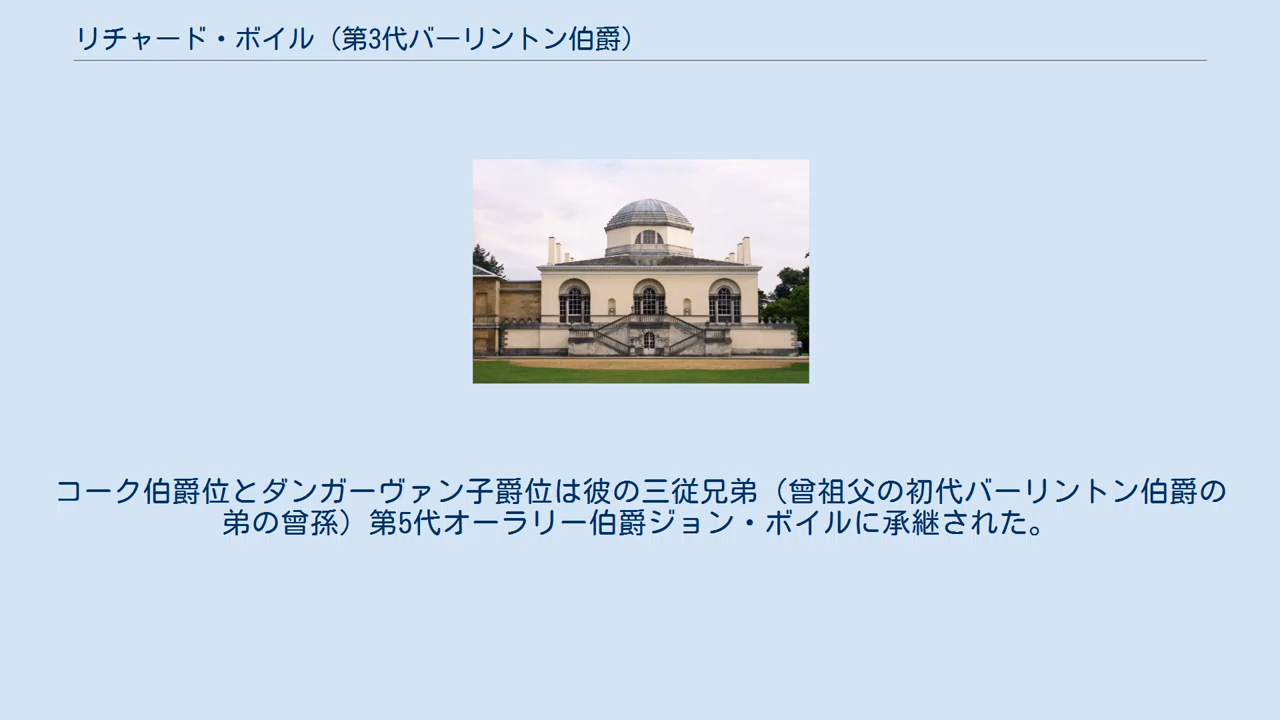 リチャード・ボイル（第3代バーリントン伯爵）
コーク伯爵位とダンガーヴァン子爵位は彼の三従兄弟（曾祖父の初代バーリントン伯爵の
弟の曾孫）第5代オーラリー伯爵ジョン・ボイルに承継された。